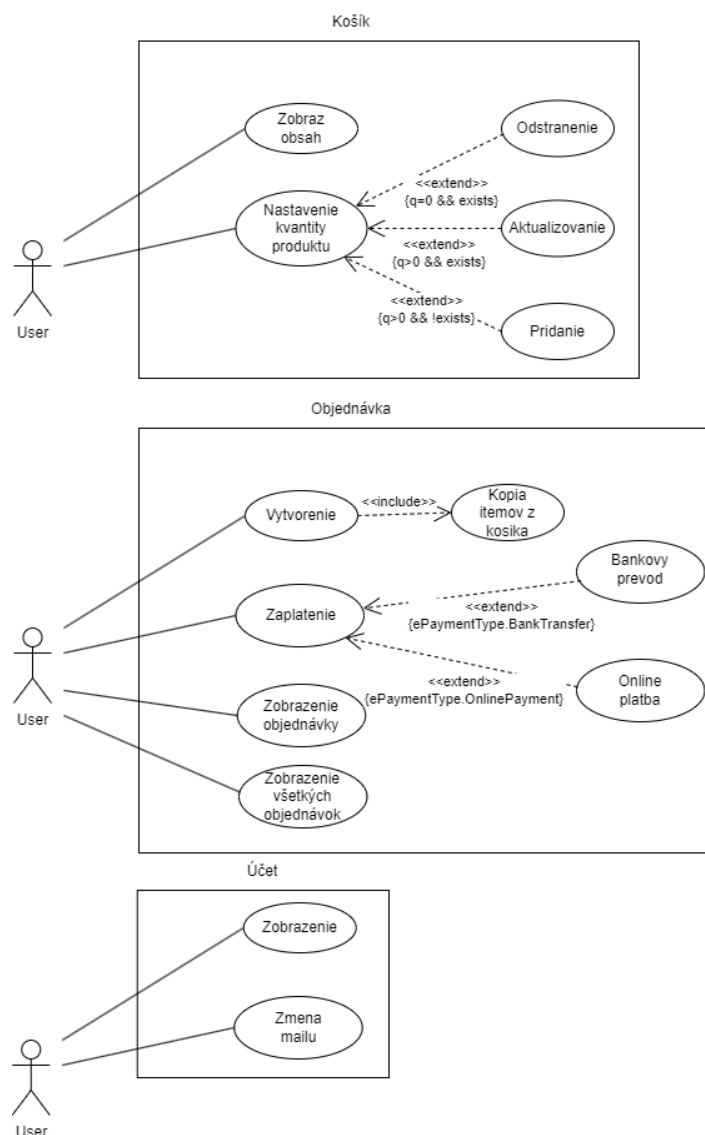 Košík
Zobraz
obsah
Odstranenie
<<extend>>
{q=0 && exists}
Nastavenie
kvantity
produktu
Aktualizovanie
<<extend>>
{q>0 && exists}
<<extend>>
{q>0 && !exists}
Pridanie
User
Objednávka
Vytvorenie
<<include>>
Kopia
itemov z
kosika
Bankovy
prevod
Zaplatenie
<<extend>>
{ePaymentType.BankTransfer}
<<extend>>
{ePaymentType.OnlinePayment}
Online
platba
User
Zobrazenie
objednávky
Zobrazenie
všetkých
objednávok
Účet
Zobrazenie
Zmena
mailu
User